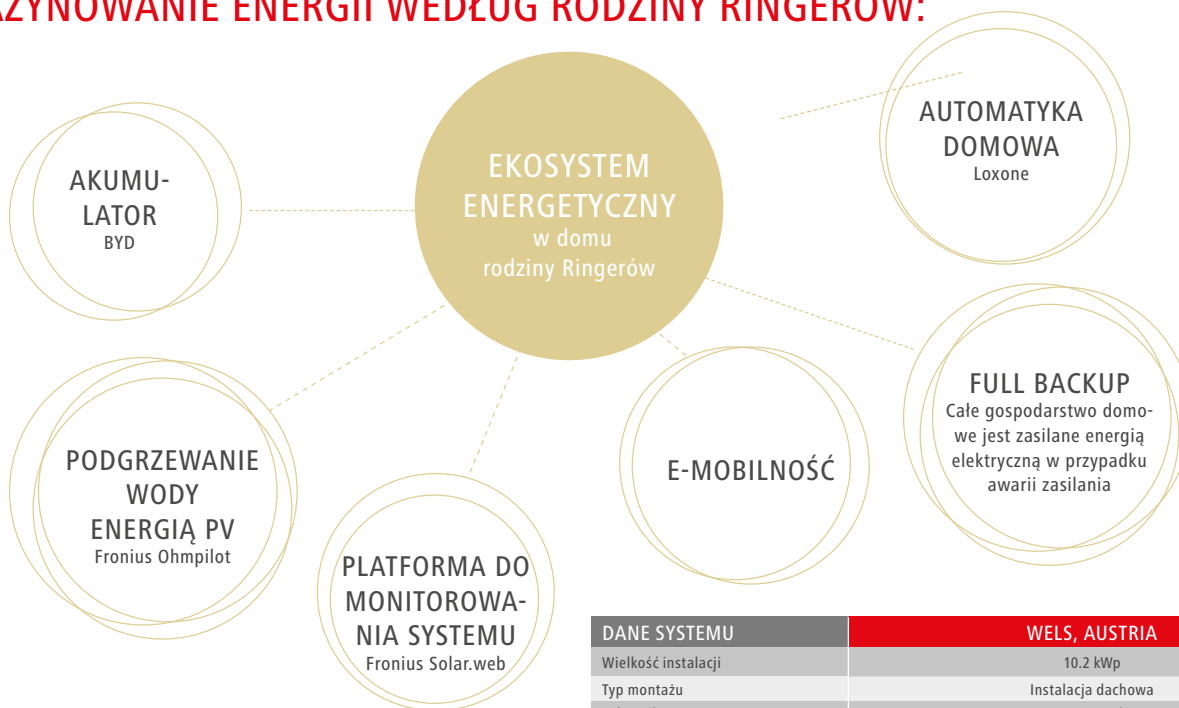 EKOSYSTEM
ENERGETYCZNY
w domu
rodziny Ringerów
AUTOMATYKA
DOMOWA
Loxone
AKUMU-
LATOR
BYD
FULL BACKUP
Całe gospodarstwo domo-
we jest zasilane energią
elektryczną w przypadku
awarii zasilania
PODGRZEWANIE
WODY
ENERGIĄ PV
Fronius Ohmpilot
E-MOBILNOŚĆ
PLATFORMA DO
MONITOROWA-
NIA SYSTEMU
Fronius Solar.web
DANE SYSTEMU WELS, AUSTRIA
Wielkość instalacji 10.2 kWp
Typ montażu Instalacja dachowa